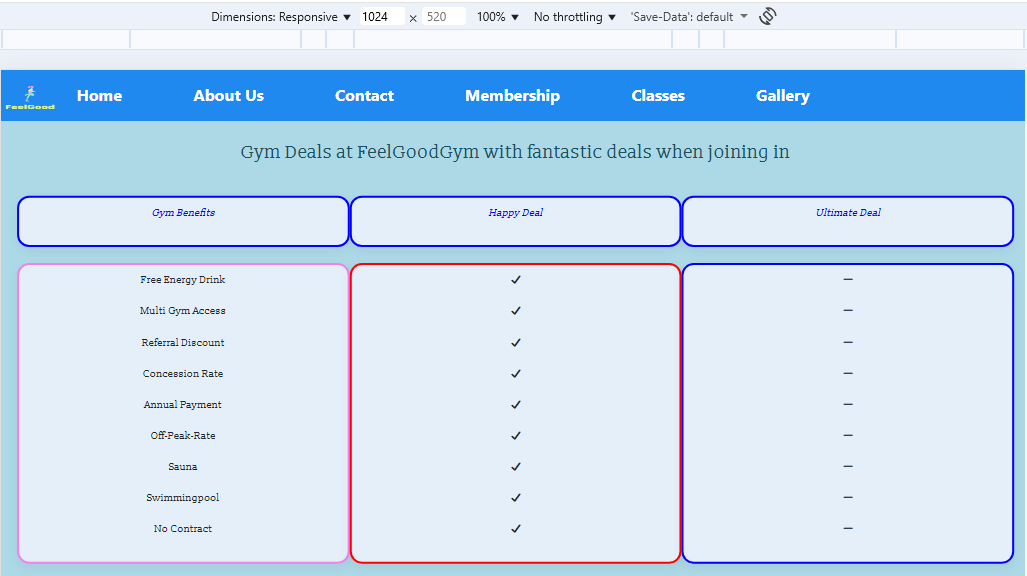 Dimensions: Responsive 1024 × 520 100% No throttling 'Save-Data': default
FeelGood Home About Us Contact Membership Classes Gallery
Gym Deals at FeelGoodGym with fantastic deals when joining in
Gym Benefits Happy Deal Ultimate Deal
Free Energy Drink ✓ –
Multi Gym Access ✓ –
Referral Discount ✓ –
Concession Rate ✓ –
Annual Payment ✓ –
Off-Peak-Rate ✓ –
Sauna ✓ –
Swimmingpool ✓ –
No Contract ✓ –